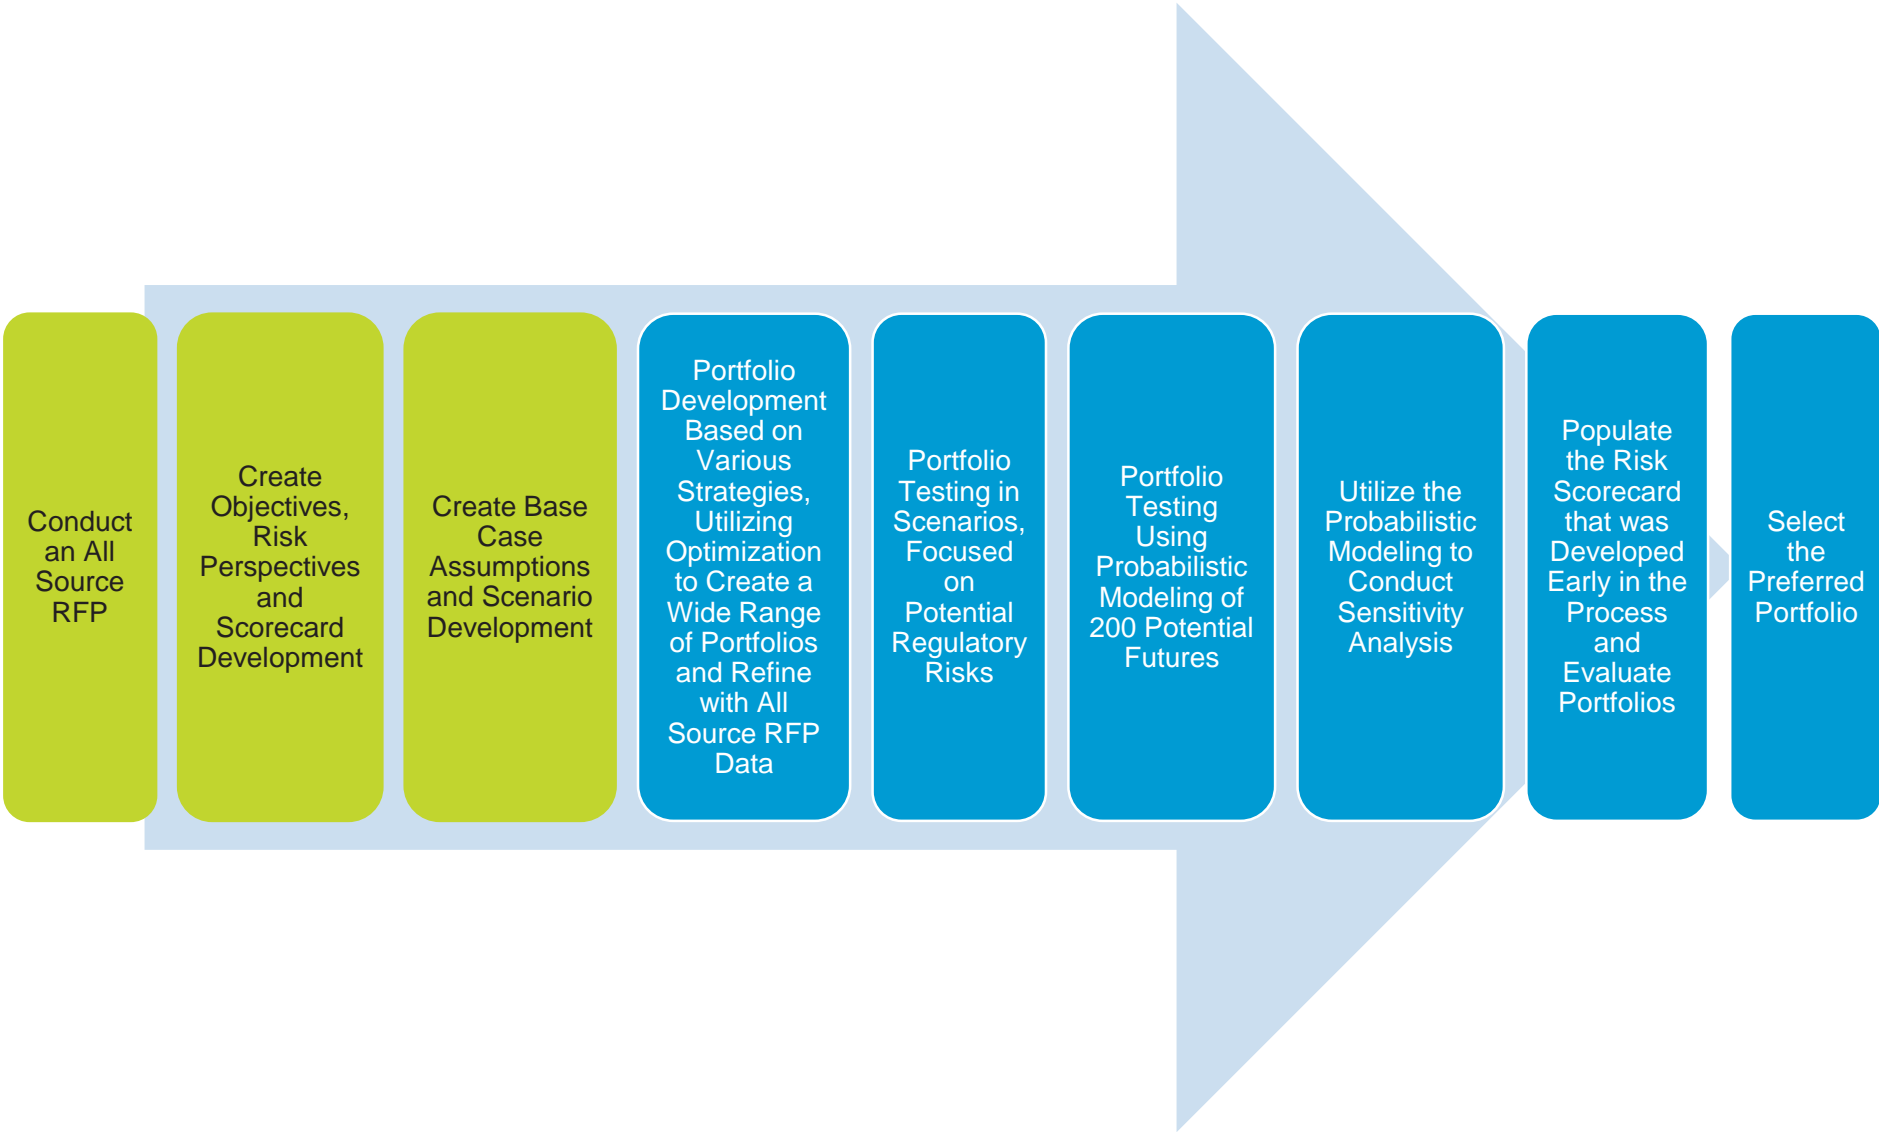 Conduct
an All
Source
RFP
Create
Objectives,
Risk
Perspectives
and
Scorecard
Development
Create Base
Case
Assumptions
and Scenario
Development
Portfolio
Development
Based on
Various
Strategies,
Utilizing
Optimization
to Create a
Wide Range
of Portfolios
and Refine
with All
Source RFP
Data
Portfolio
Testing in
Scenarios,
Focused
on
Potential
Regulatory
Risks
Portfolio
Testing
Using
Probabilistic
Modeling of
200 Potential
Futures
Utilize the
Probabilistic
Modeling to
Conduct
Sensitivity
Analysis
Populate
the Risk
Scorecard
that was
Developed
Early in the
Process
and
Evaluate
Portfolios
Select
the
Preferred
Portfolio